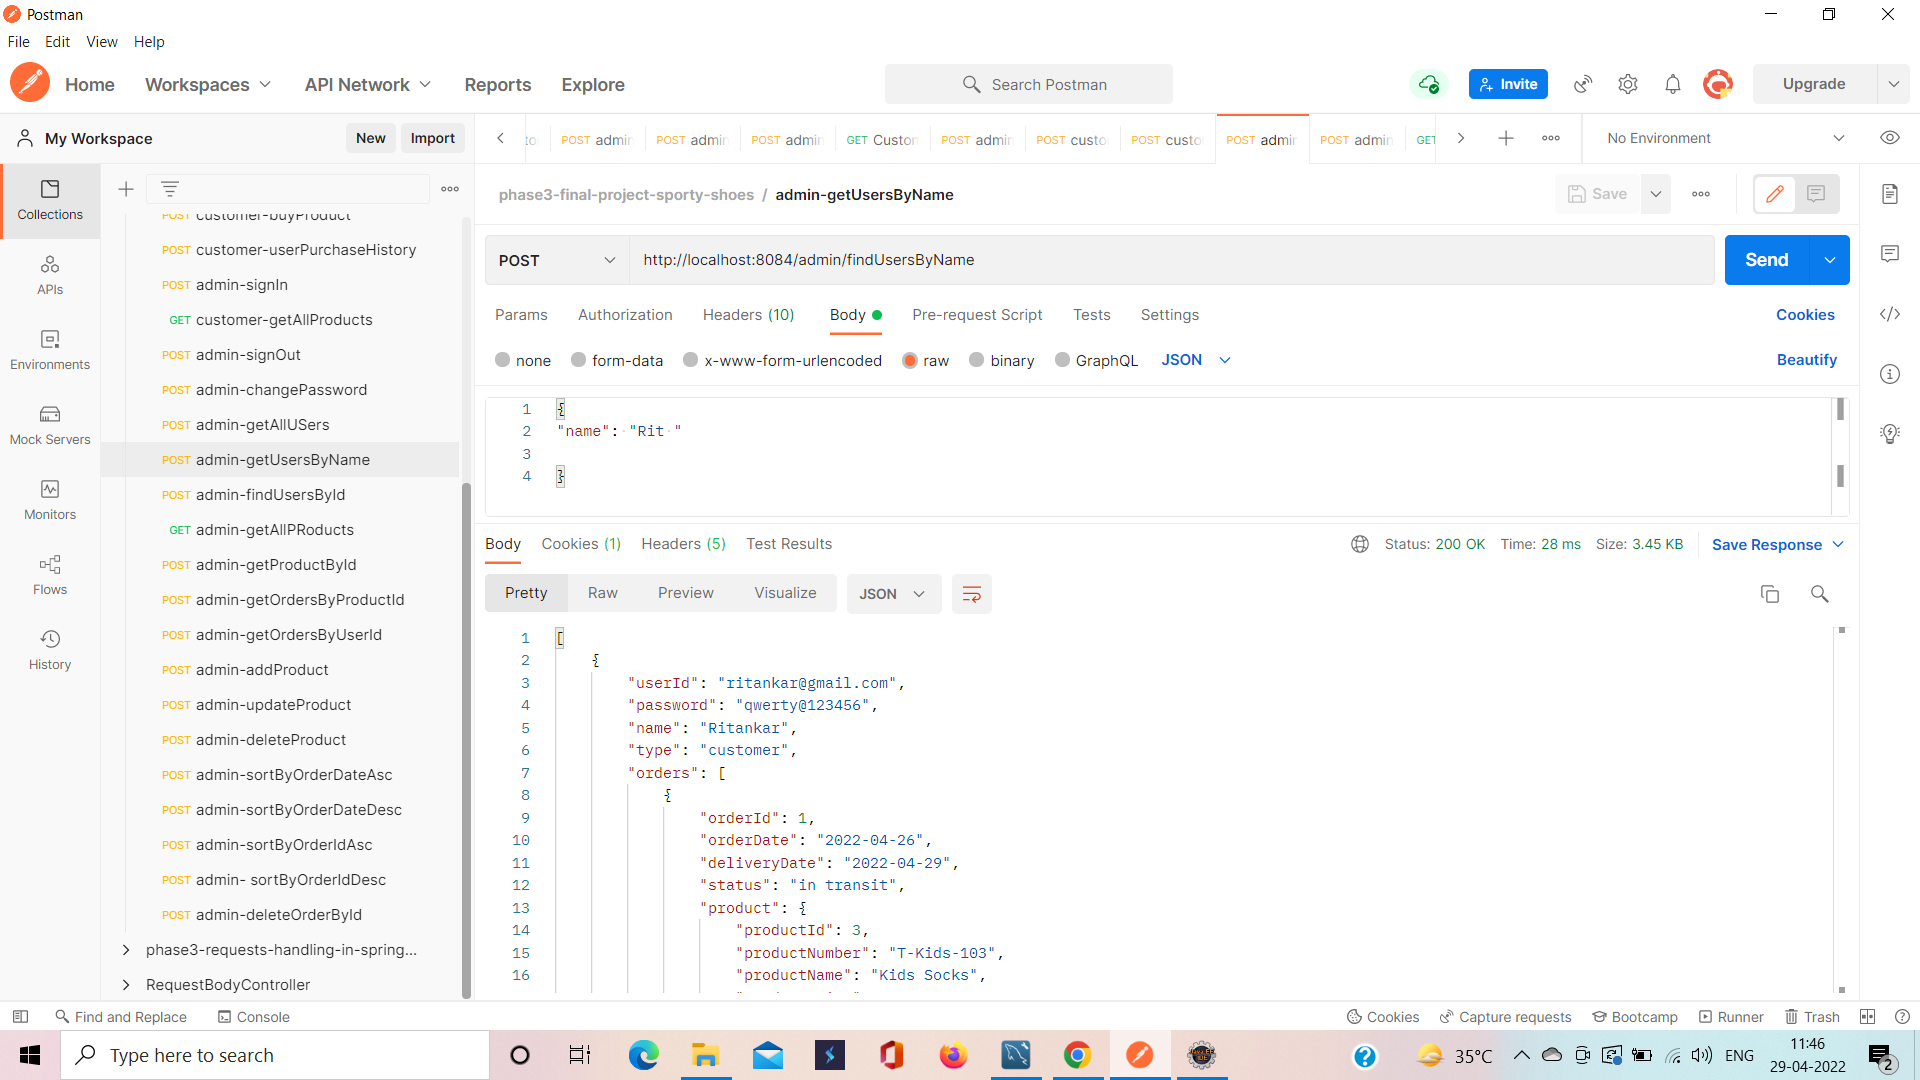 Postman
File Edit View Help
Home Workspaces API Network Reports Explore Search Postman Invite Upgrade
My Workspace New Import
POST admin POST admin POST admin GET Custon POST admin POST custo POST custo POST admin POST admin GET No Environment
Collections
APIs
Environments
Mock Servers
Monitors
Flows
History
POST customer-buyProduct
POST customer-userPurchaseHistory
POST admin-signIn
GET customer-getAllProducts
POST admin-signOut
POST admin-changePassword
POST admin-getAllUSers
POST admin-getUsersByName
POST admin-findUsersById
GET admin-getAllPRoducts
POST admin-getProductById
POST admin-getOrdersByProductId
POST admin-getOrdersByUserId
POST admin-addProduct
POST admin-updateProduct
POST admin-deleteProduct
POST admin-sortByOrderDateAsc
POST admin-sortByOrderDateDesc
POST admin-sortByOrderIdAsc
POST admin- sortByOrderIdDesc
POST admin-deleteOrderById
phase3-requests-handling-in-spring...
RequestBodyController
phase3-final-project-sporty-shoes / admin-getUsersByName Save
POST http://localhost:8084/admin/findUsersByName Send
Params Authorization Headers (10) Body Pre-request Script Tests Settings Cookies
none form-data x-www-form-urlencoded raw binary GraphQL JSON Beautify
1 {
2 "name": "Rit "
3
4 }
Body Cookies (1) Headers (5) Test Results Status: 200 OK Time: 28 ms Size: 3.45 KB Save Response
Pretty Raw Preview Visualize JSON
1 [
2 {
3 "userId": "ritankar@gmail.com",
4 "password": "qwerty@123456",
5 "name": "Ritankar",
6 "type": "customer",
7 "orders": [
8 {
9 "orderId": 1,
10 "orderDate": "2022-04-26",
11 "deliveryDate": "2022-04-29",
12 "status": "in transit",
13 "product": {
14 "productId": 3,
15 "productNumber": "T-Kids-103",
16 "productName": "Kids Socks",
Find and Replace Console Cookies Capture requests Bootcamp Runner Trash
Type here to search 35°C ENG 11:46
29-04-2022 2